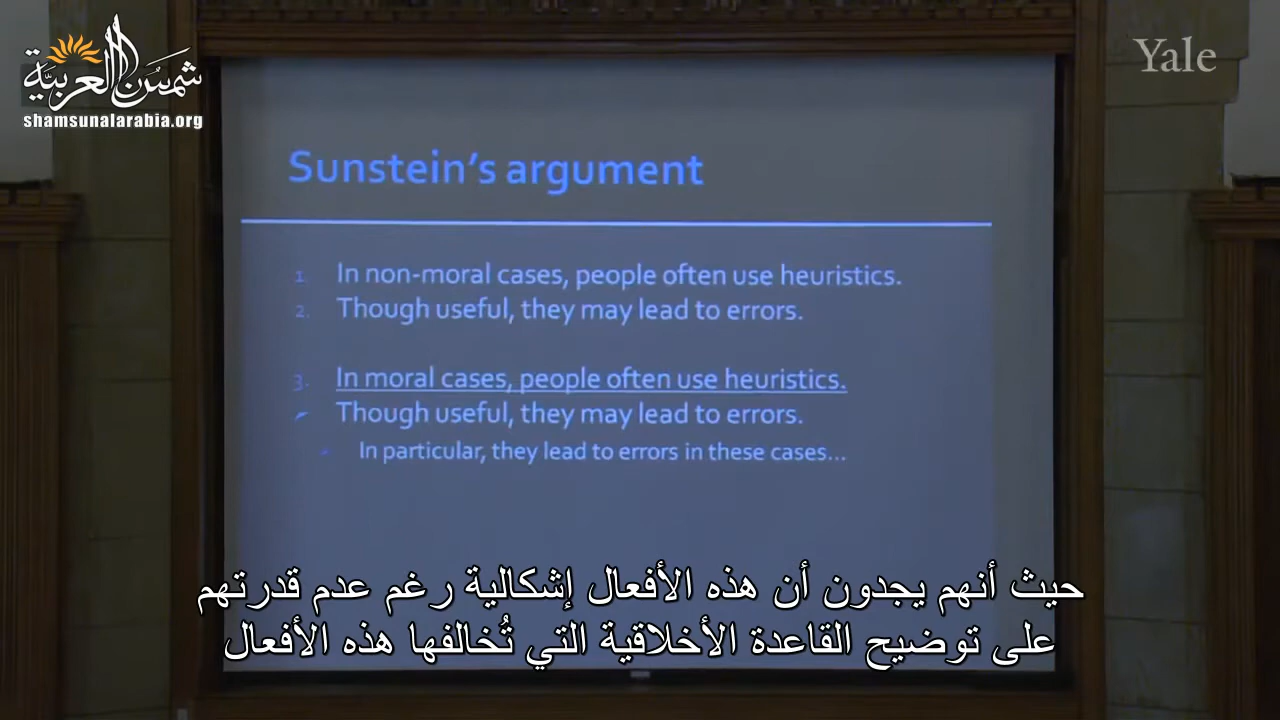 شمس العربية
shamsunalarabia.org
Yale
Sunstein's argument
1. In non-moral cases, people often use heuristics.
2. Though useful, they may lead to errors.
3. In moral cases, people often use heuristics.
Though useful, they may lead to errors.
In particular, they lead to errors in these cases...
حيث أنهم يجدون أن هذه الأفعال إشكالية رغم عدم قدرتهم
على توضيح القاعدة الأخلاقية التي تُخالفها هذه الأفعال